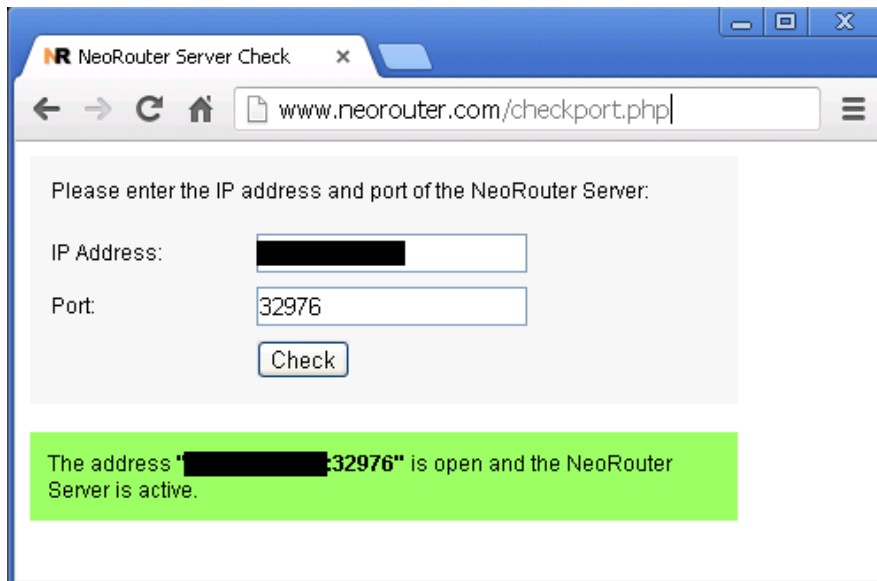 NR NeoRouter Server Check
www.neorouter.com/checkport.php
Please enter the IP address and port of the NeoRouter Server:
IP Address:
Port: 32976
Check
The address ":32976" is open and the NeoRouter
Server is active.